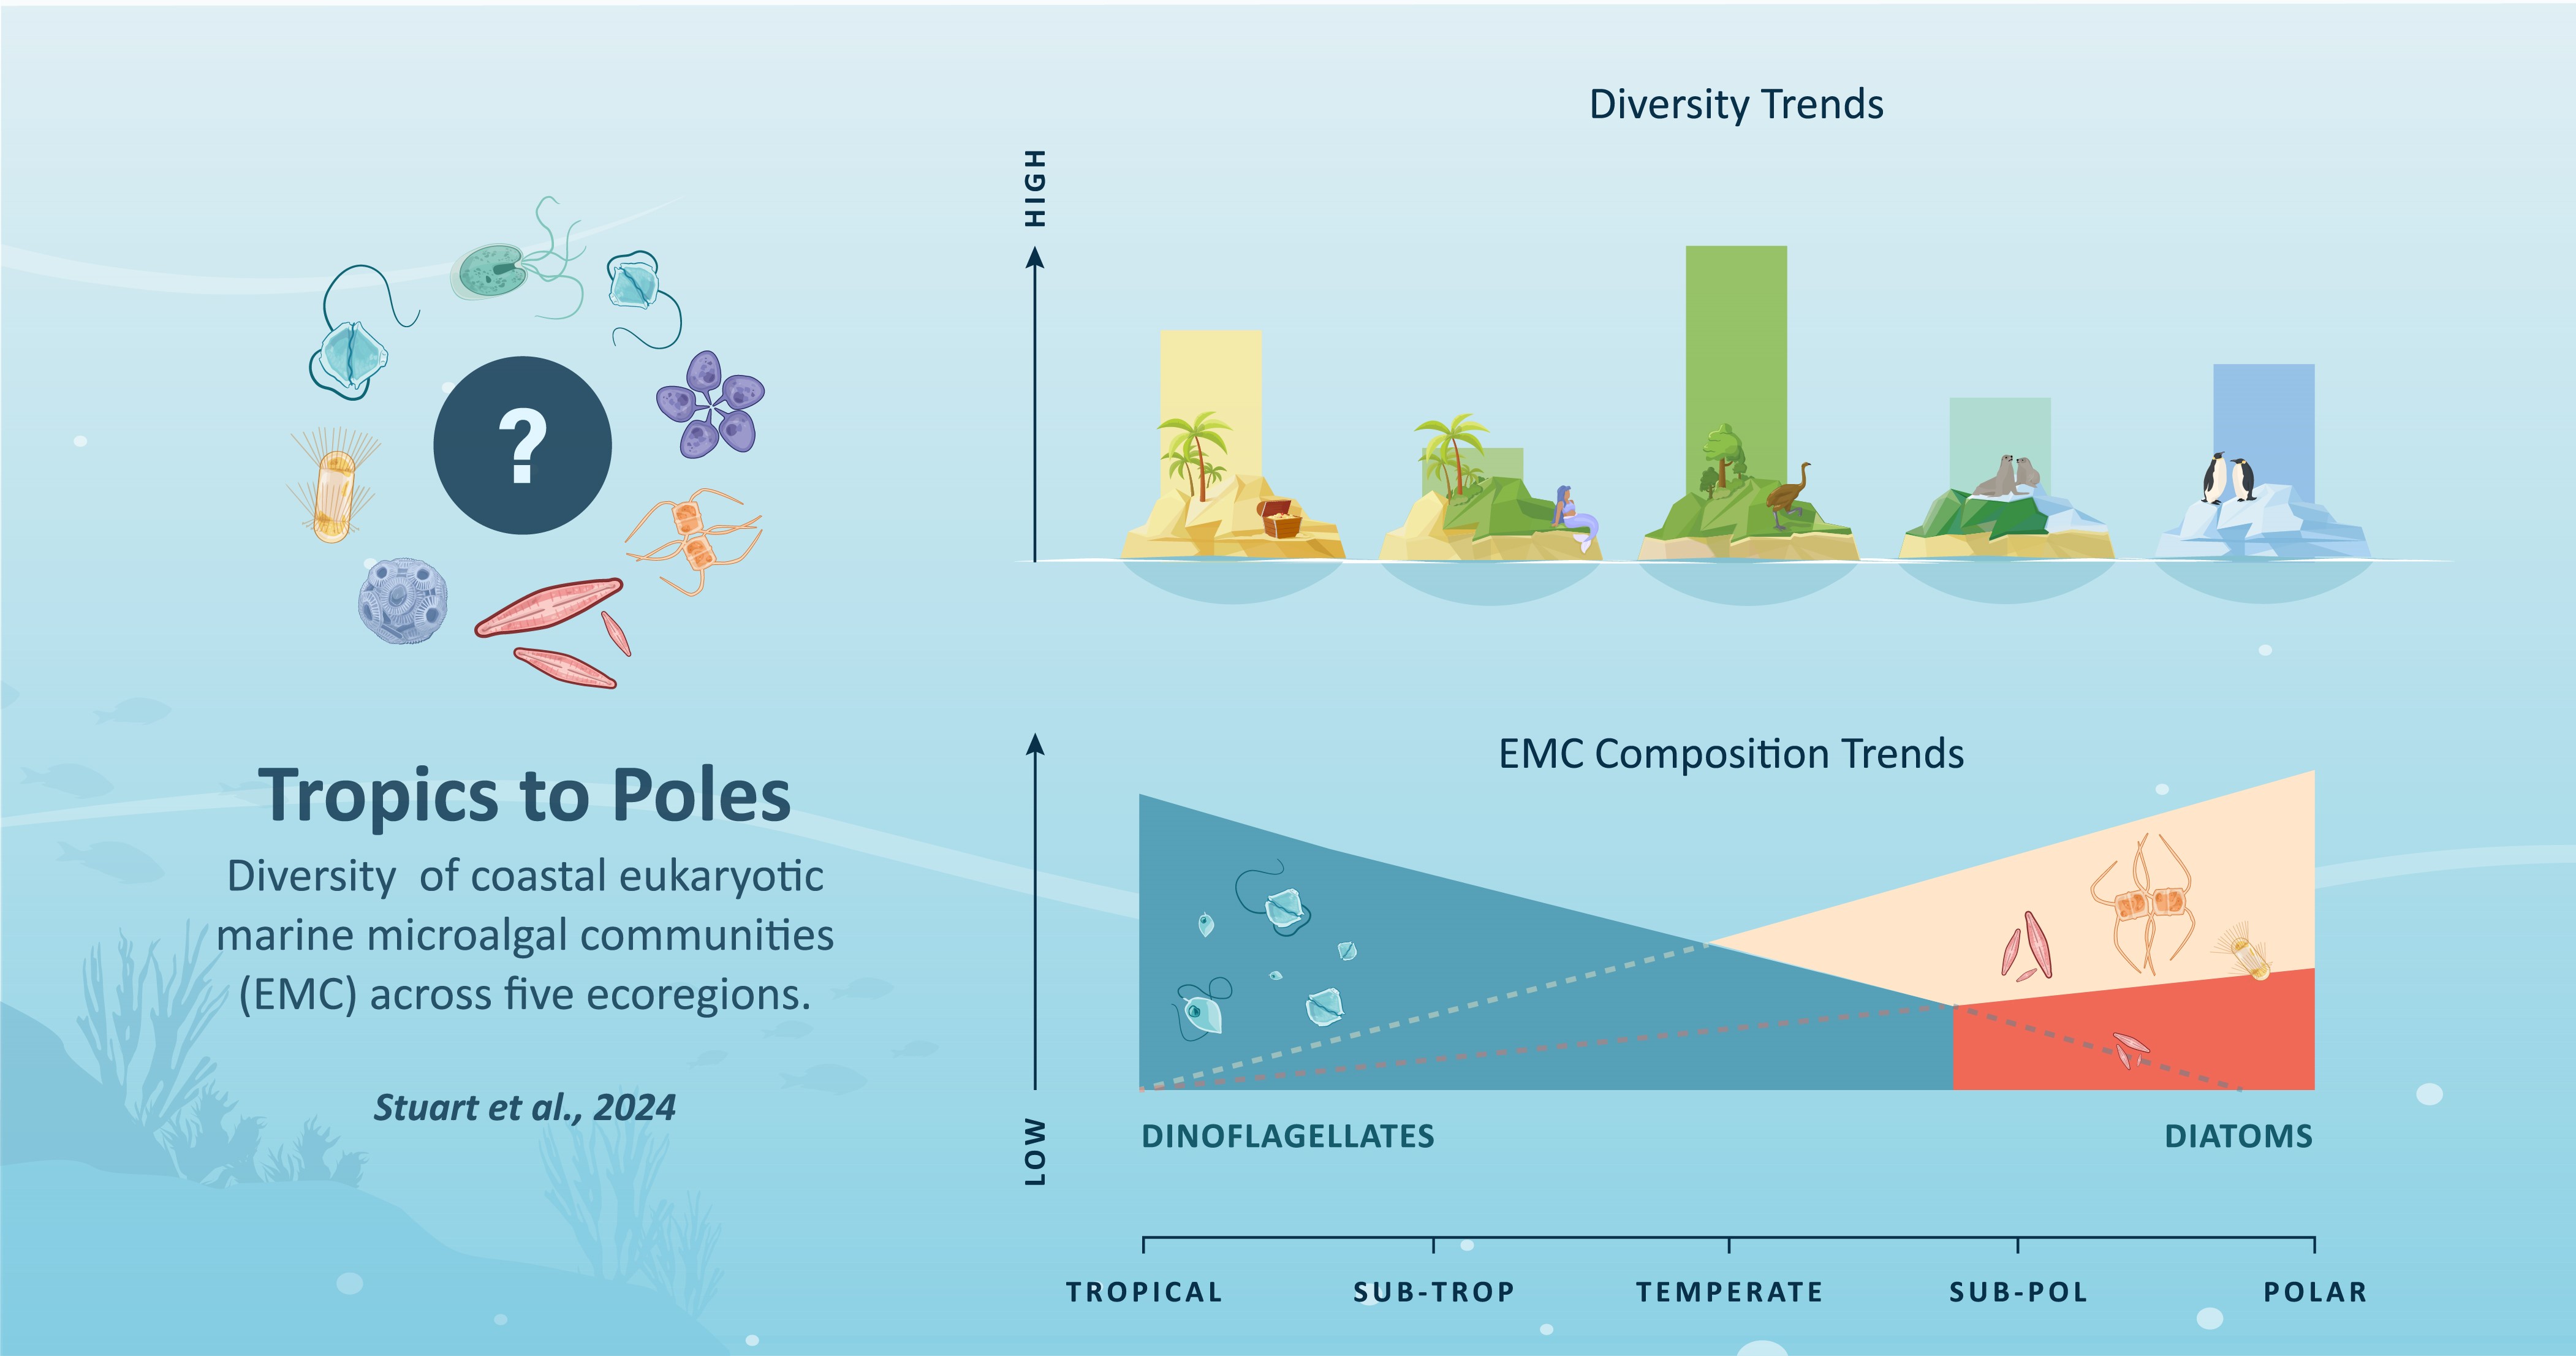 ?
Tropics to Poles
Diversity of coastal eukaryotic
marine microalgal communities
(EMC) across five ecoregions.
Stuart et al., 2024
Diversity Trends
HIGH
EMC Composition Trends
LOW
DINOFLAGELLATES
DIATOMS
TROPICAL
SUB-TROP
TEMPERATE
SUB-POL
POLAR